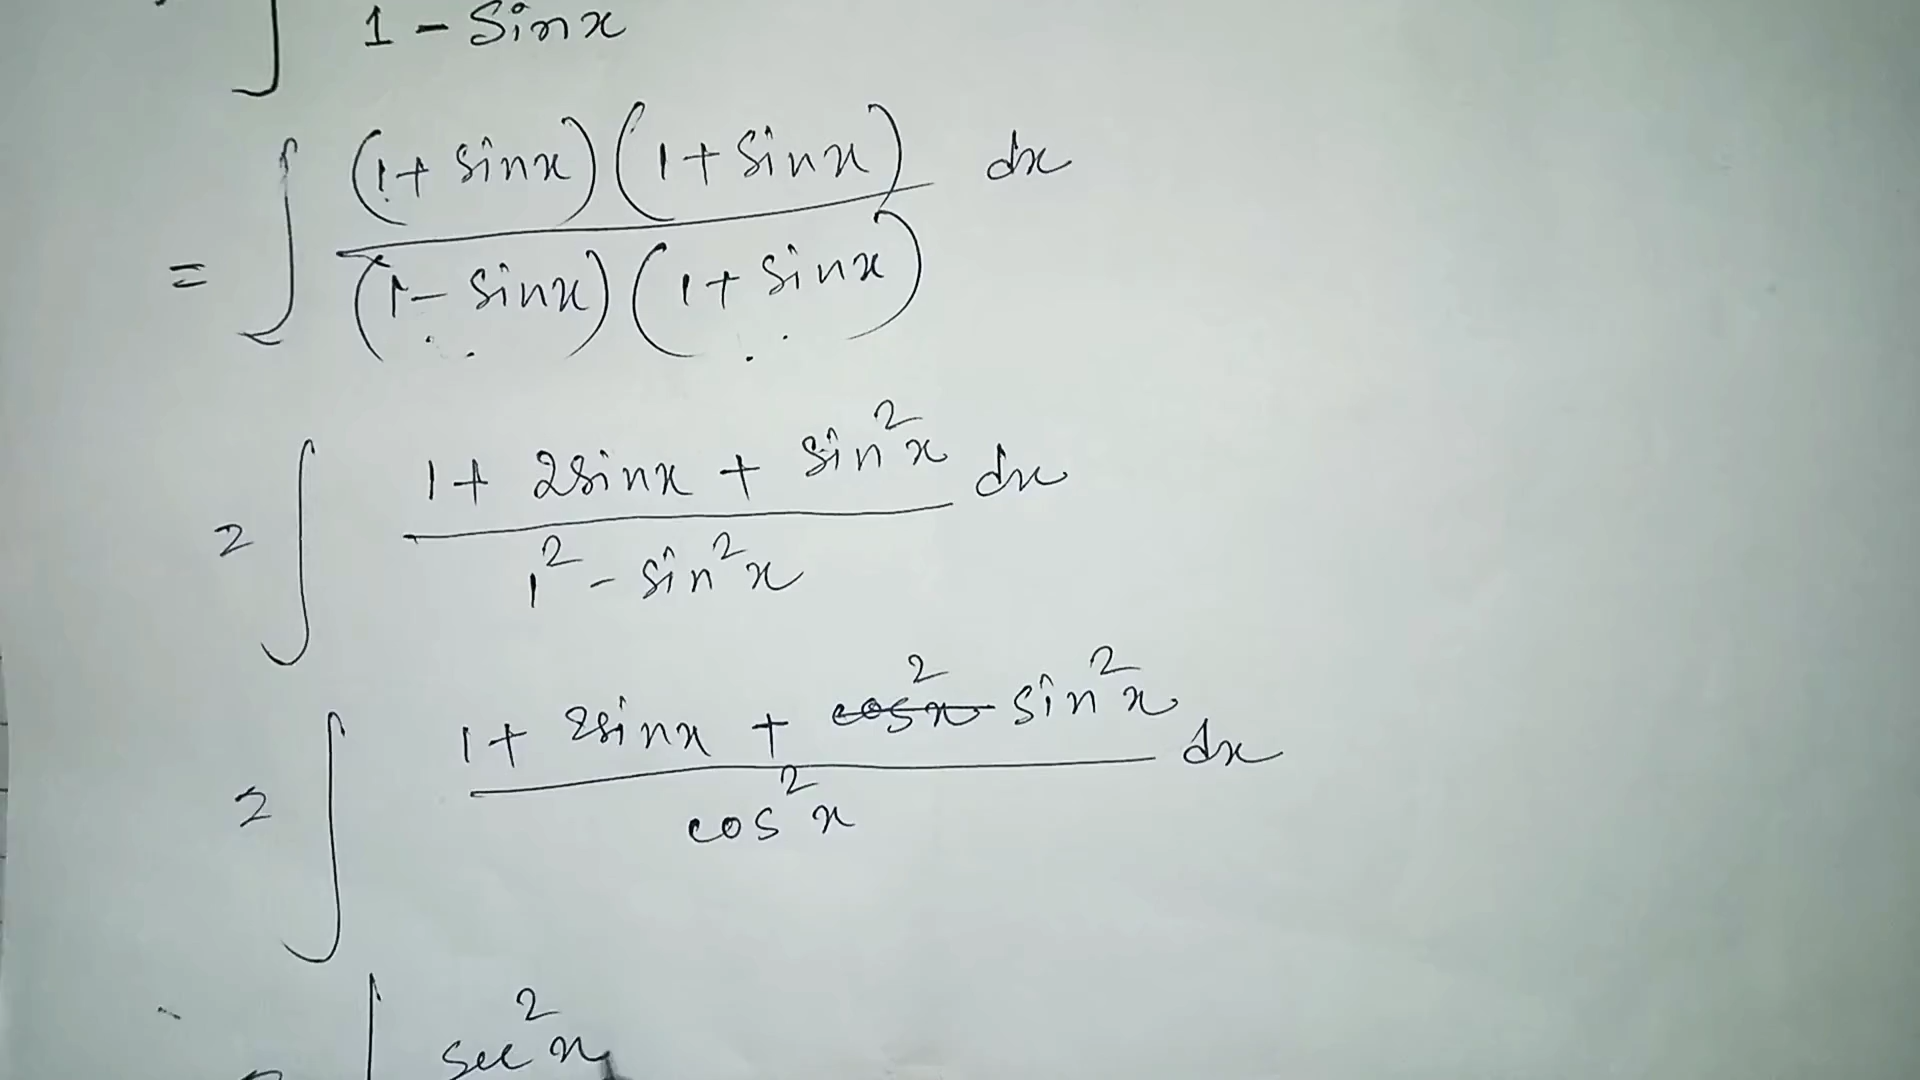 ∫ 1 - Sinx
= ∫ (1 + sinx)(1 + sinx) / (1 - sinx)(1 + sinx) dx
= ∫ 1 + 2sinx + sin²x / 1² - sin²x dx
= ∫ 1 + 2sinx + cos²x sin²x / cos²x dx
= ∫ sec²x